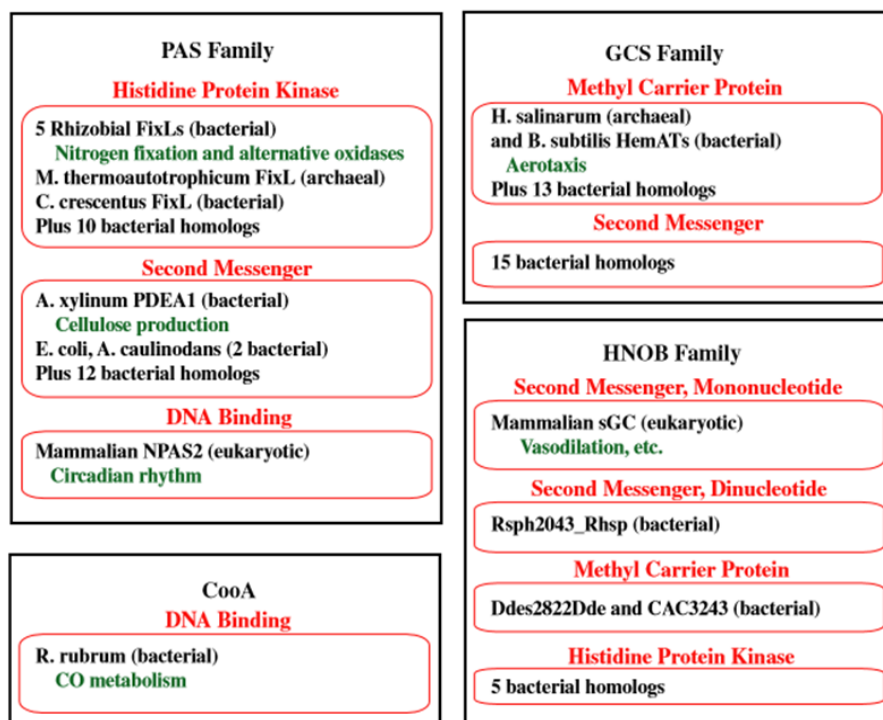 PAS Family
Histidine Protein Kinase
5 Rhizobial FixLs (bacterial)
Nitrogen fixation and alternative oxidases
M. thermoautotrophicum FixL (archaeal)
C. crescentus FixL (bacterial)
Plus 10 bacterial homologs
Second Messenger
A. xylinum PDEA1 (bacterial)
Cellulose production
E. coli, A. caulinodans (2 bacterial)
Plus 12 bacterial homologs
DNA Binding
Mammalian NPAS2 (eukaryotic)
Circadian rhythm
CooA
DNA Binding
R. rubrum (bacterial)
CO metabolism
GCS Family
Methyl Carrier Protein
H. salinarum (archaeal)
and B. subtilis HemATs (bacterial)
Aerotaxis
Plus 13 bacterial homologs
Second Messenger
15 bacterial homologs
HNOB Family
Second Messenger, Mononucleotide
Mammalian sGC (eukaryotic)
Vasodilation, etc.
Second Messenger, Dinucleotide
Rsph2043_Rhsp (bacterial)
Methyl Carrier Protein
Ddes2822Dde and CAC3243 (bacterial)
Histidine Protein Kinase
5 bacterial homologs